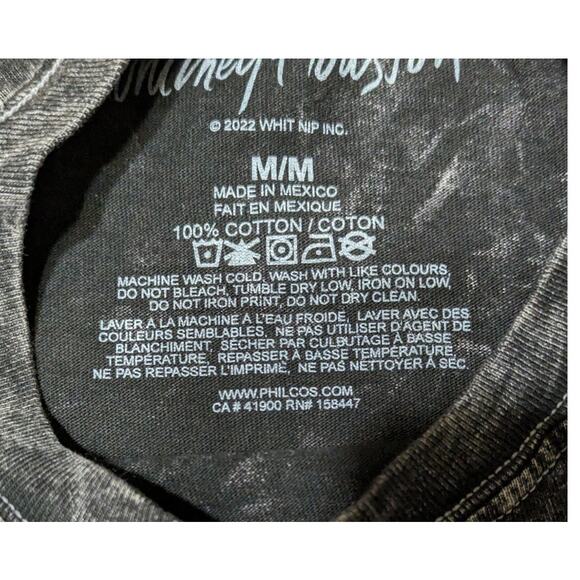 Whitney Houston
© 2022 WHIT NIP INC.
M/M
MADE IN MEXICO
FAIT EN MEXIQUE
100% COTTON / COTON
MACHINE WASH COLD, WASH WITH LIKE COLOURS,
DO NOT BLEACH, TUMBLE DRY LOW, IRON ON LOW,
DO NOT IRON PRINT, DO NOT DRY CLEAN.
LAVER À LA MACHINE À L'EAU FROIDE, LAVER AVEC DES
COULEURS SEMBLABLES, NE PAS UTILISER D'AGENT DE
BLANCHIMENT, SÉCHER PAR CULBUTAGE À BASSE
TEMPÉRATURE, REPASSER À BASSE TEMPÉRATURE,
NE PAS REPASSER L'IMPRIMÉ, NE PAS NETTOYER À SEC.
WWW.PHILCOS.COM
CA# 41900 RN# 158447